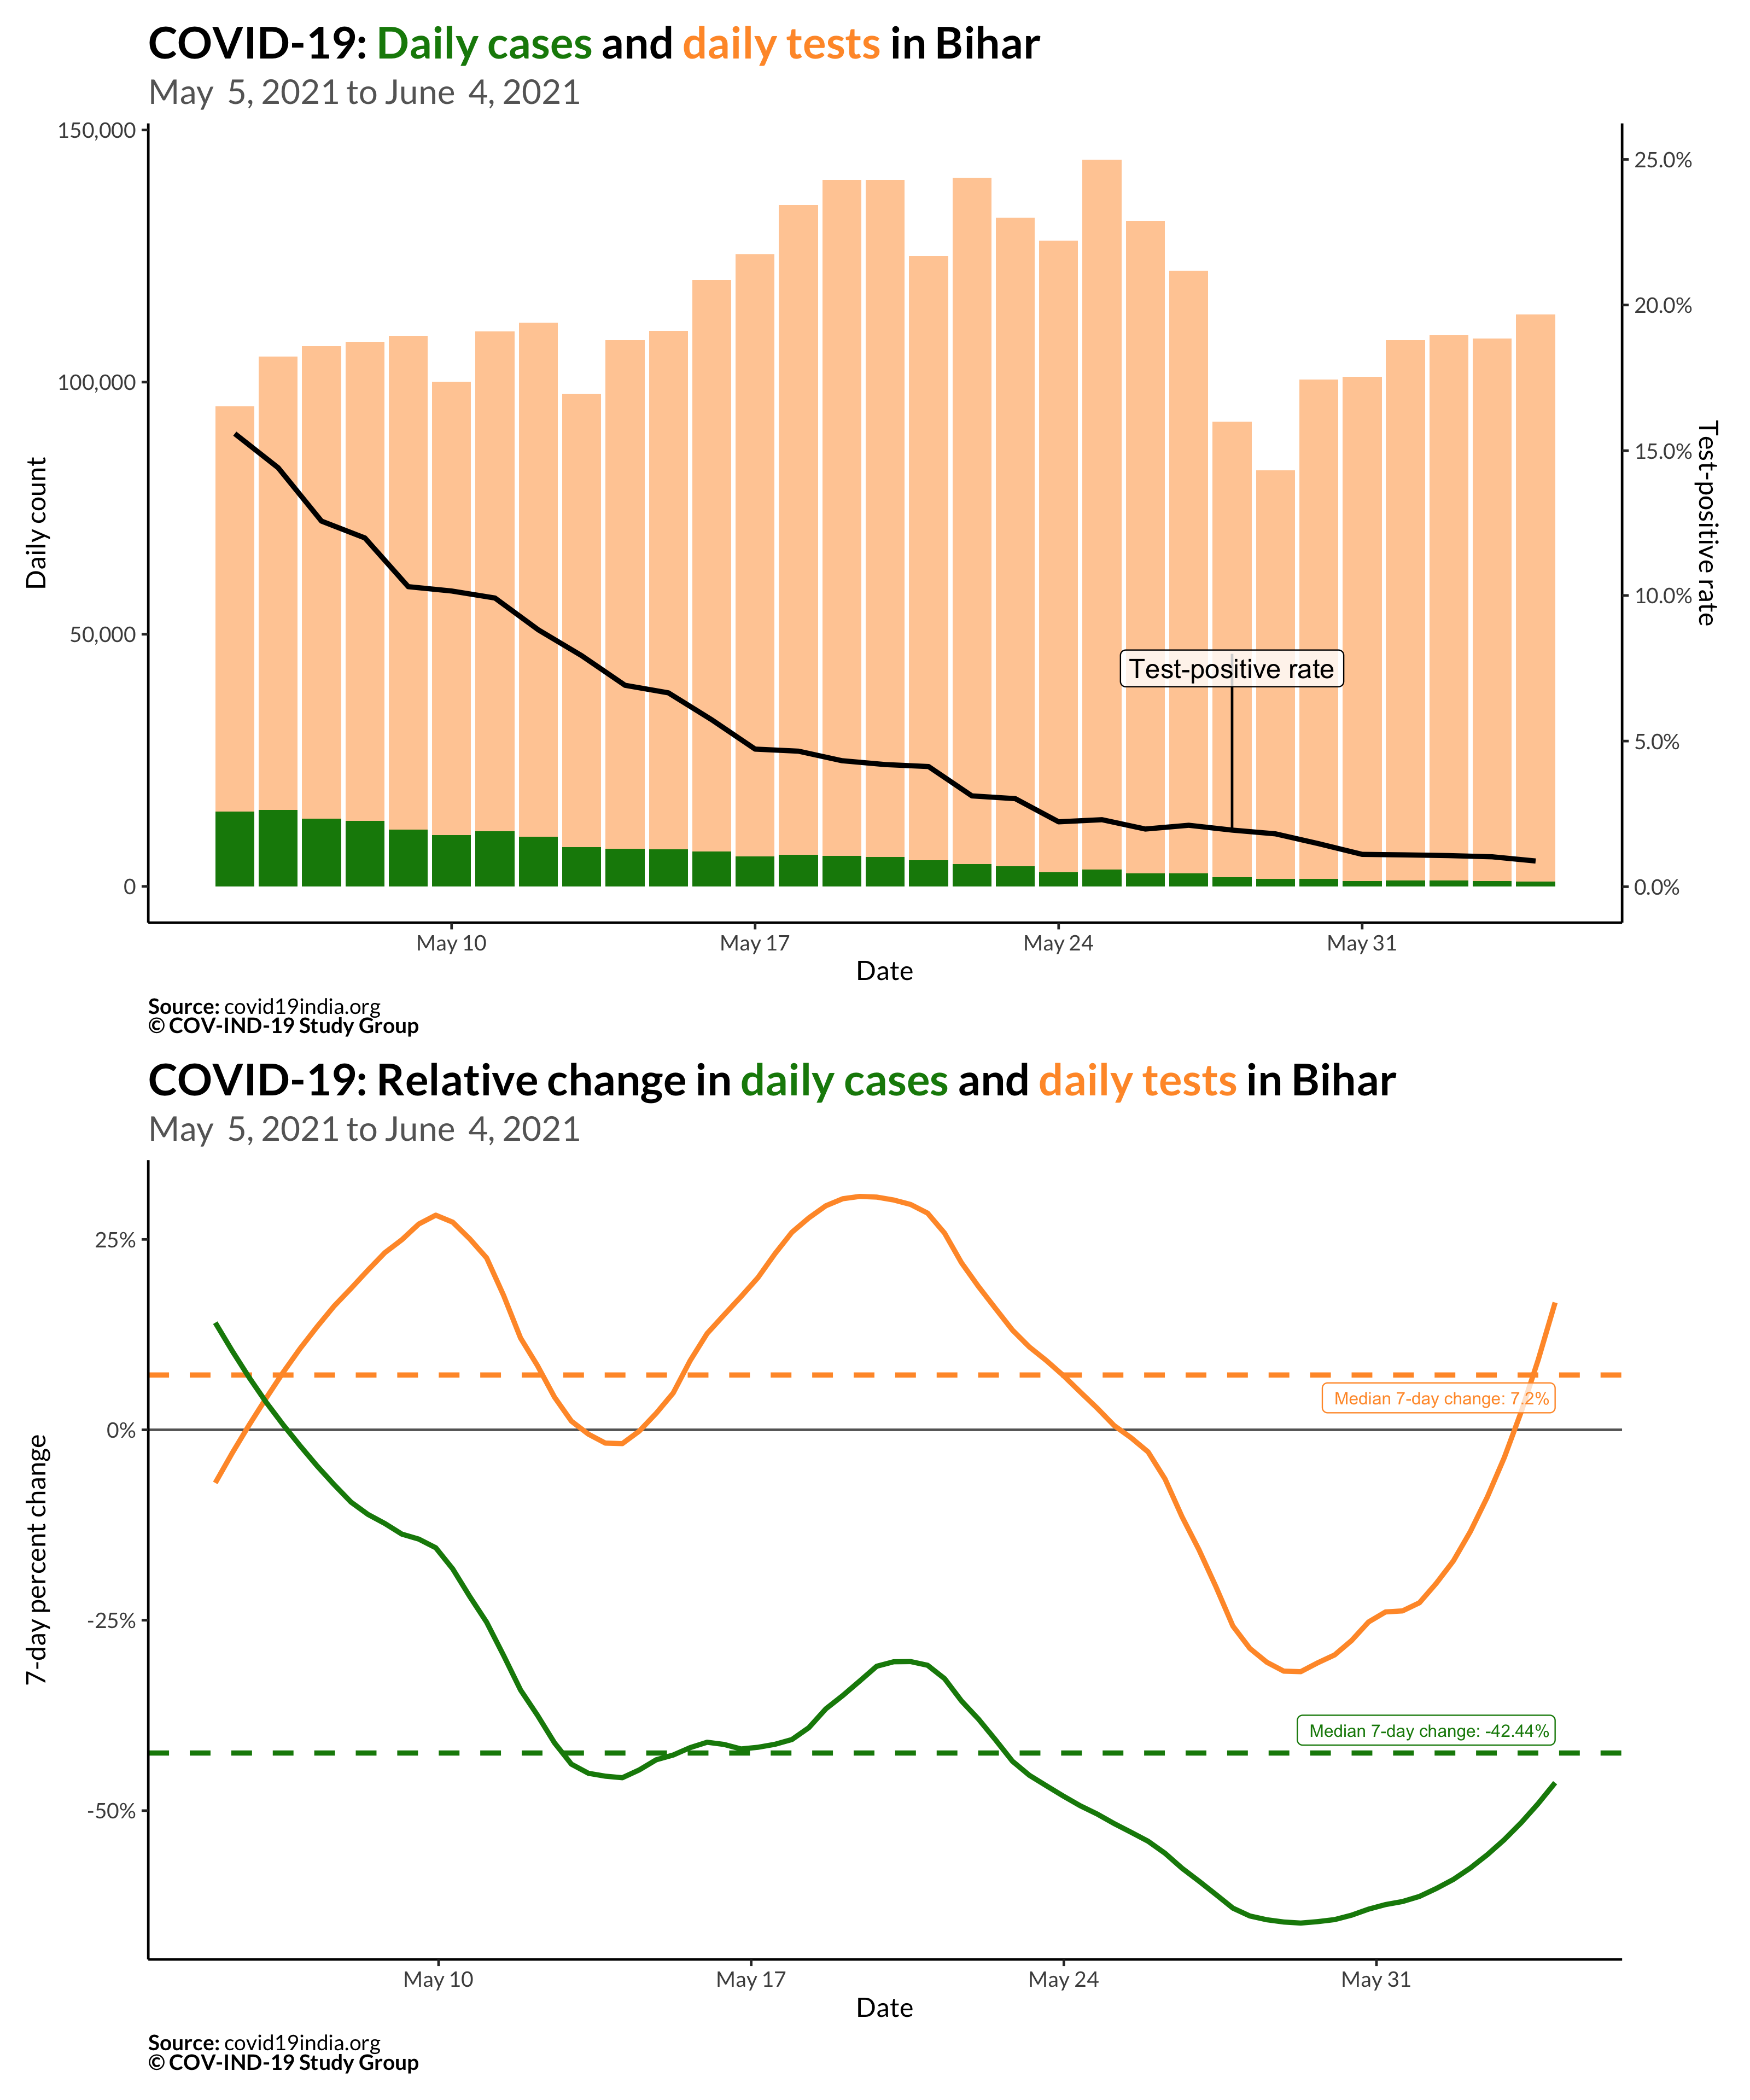 COVID-19: Daily cases and daily tests in Bihar
May 5, 2021 to June 4, 2021
150,000
100,000
50,000
0
Daily count
25.0%
20.0%
15.0%
10.0%
5.0%
0.0%
Test-positive rate
Test-positive rate
May 10
May 17
May 24
May 31
Date
Source: covid19india.org
© COV-IND-19 Study Group
COVID-19: Relative change in daily cases and daily tests in Bihar
May 5, 2021 to June 4, 2021
25%
0%
-25%
-50%
7-day percent change
Median 7-day change: 7.2%
Median 7-day change: -42.44%
May 10
May 17
May 24
May 31
Date
Source: covid19india.org
© COV-IND-19 Study Group